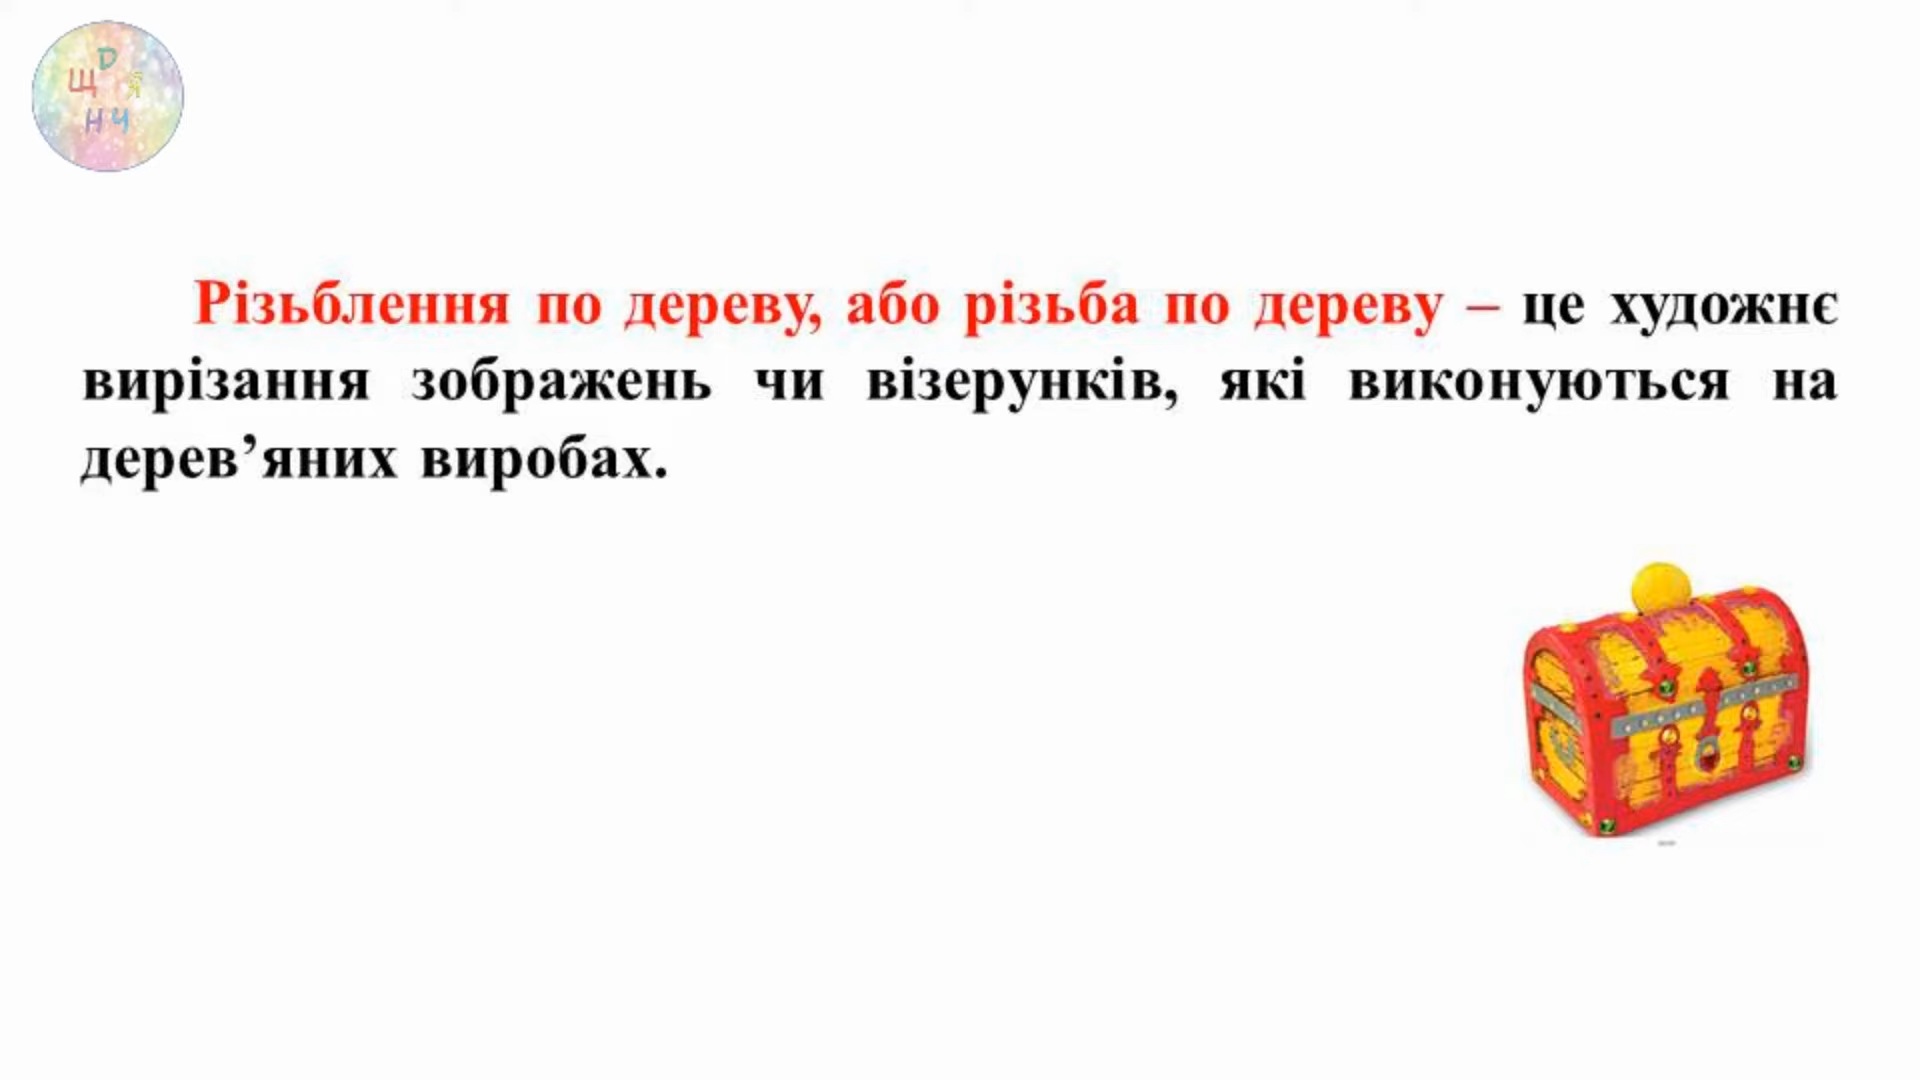 Д
Щ Я
Н Ч
Різьблення по дереву, або різьба по дереву – це художнє
вирізання зображень чи візерунків, які виконуються на
дерев’яних виробах.